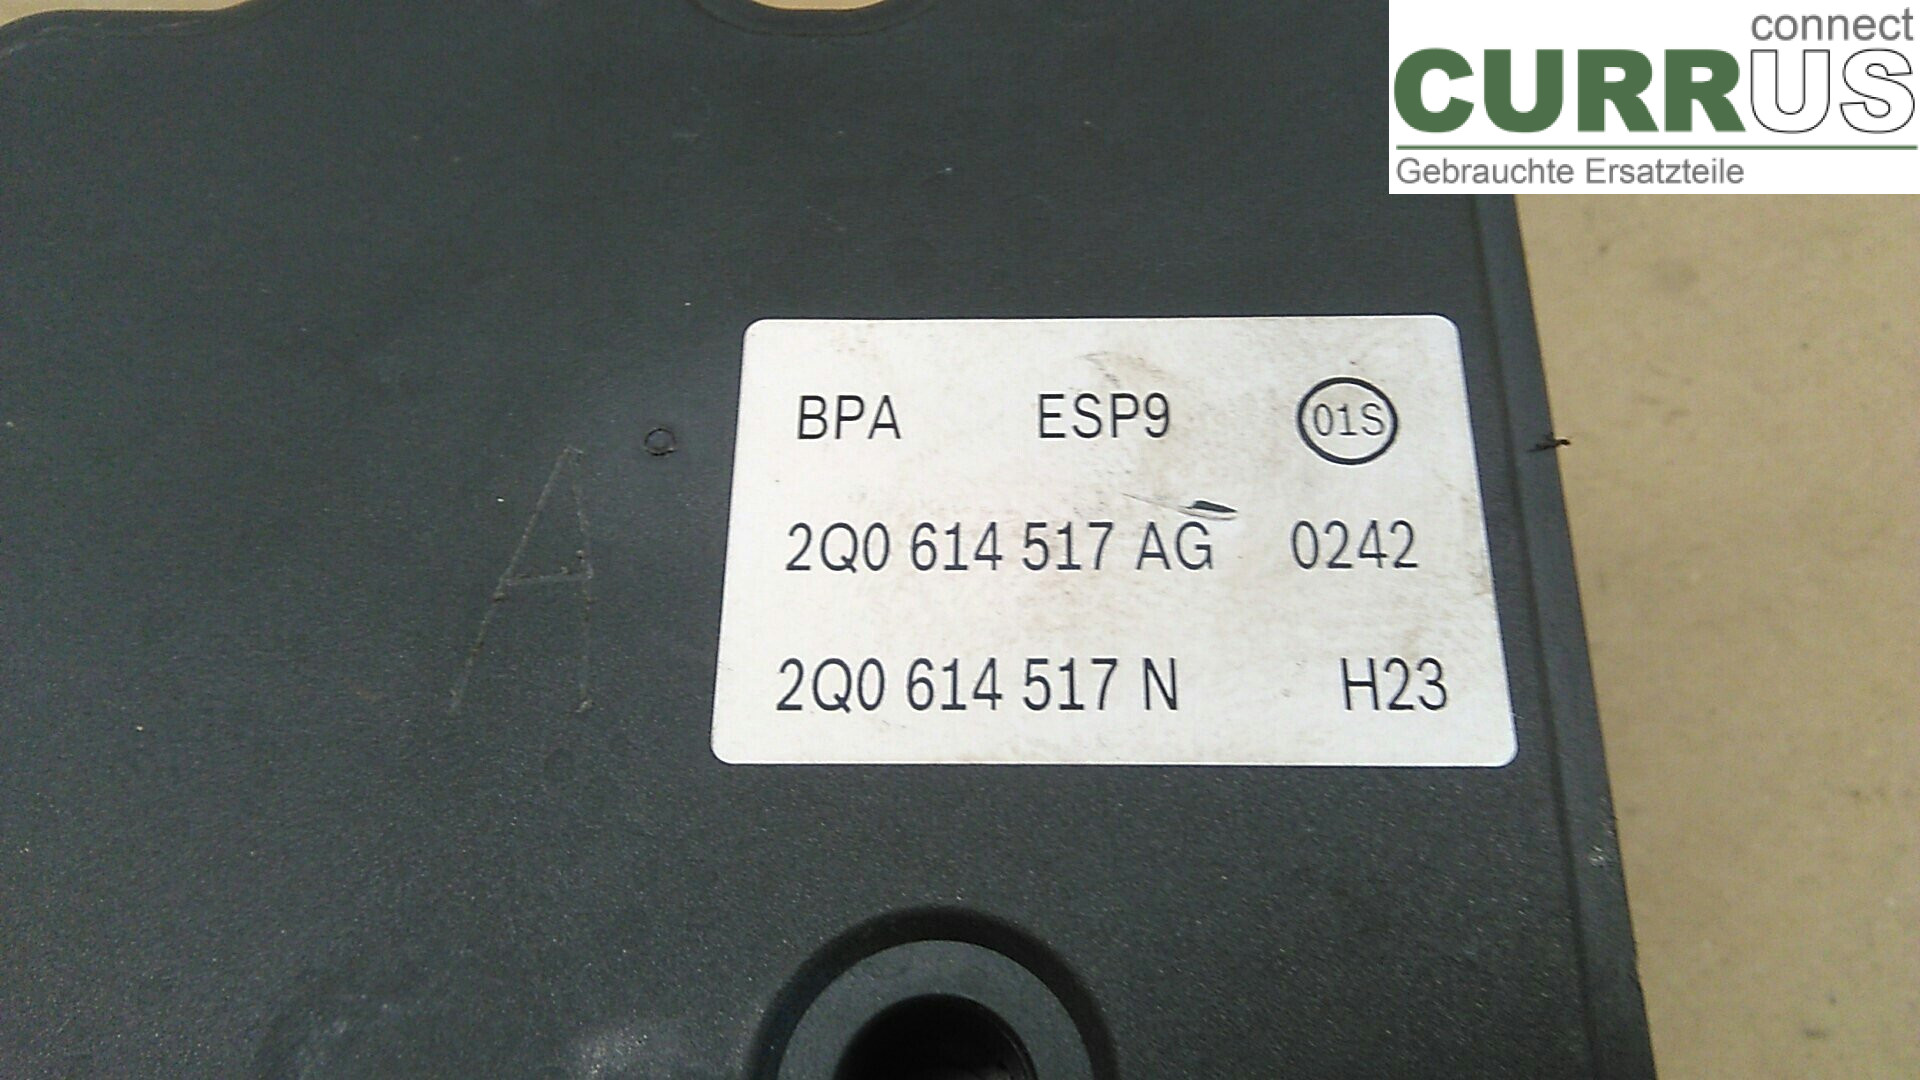 connect
CURRUS
Gebrauchte Ersatzteile
BPA ESP9 01S
2Q0 614 517 AG 0242
2Q0 614 517 N H23
A